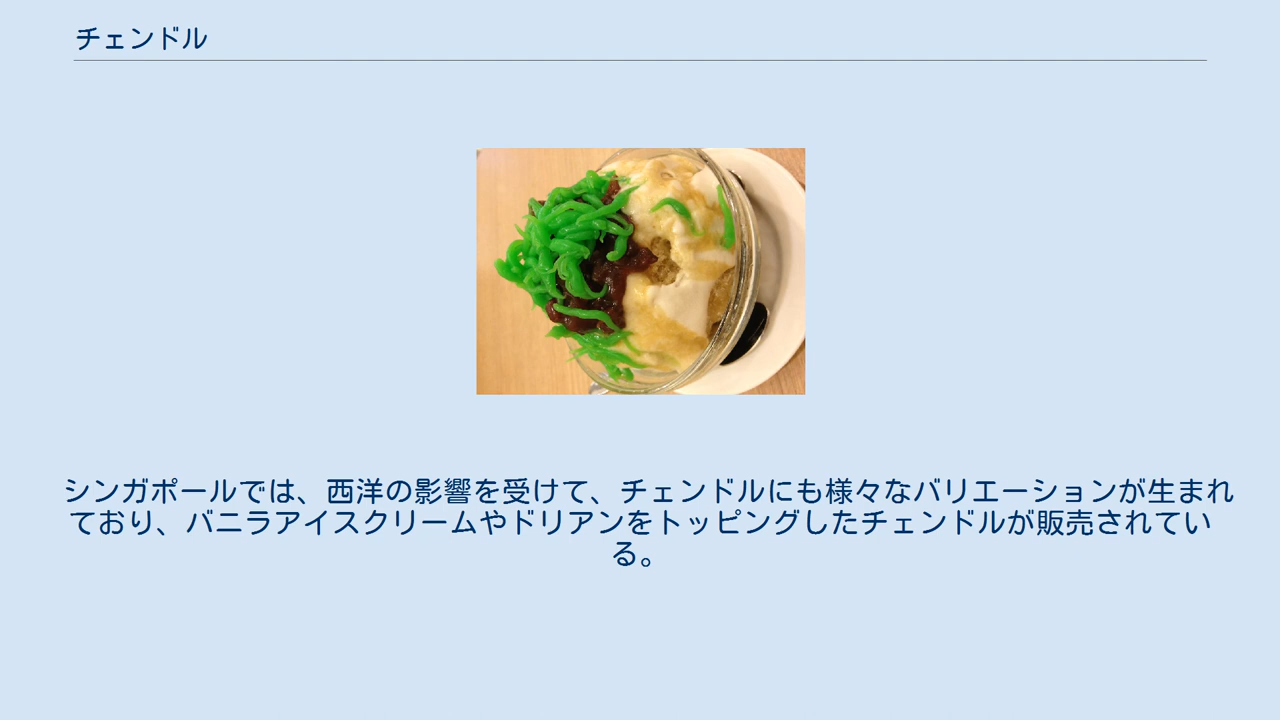 チェンドル
シンガポールでは、西洋の影響を受けて、チェンドルにも様々なバリエーションが生まれ
ており、バニラアイスクリームやドリアンをトッピングしたチェンドルが販売されてい
る。